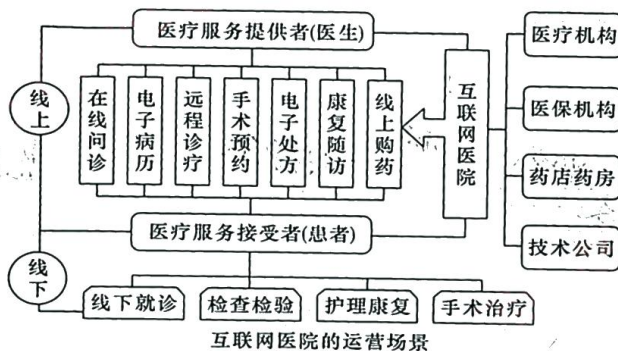 医疗服务提供者(医生)
线上
在线问诊
电子病历
远程诊疗
手术预约
电子处方
康复随访
线上购药
互联网医院
医疗机构
医保机构
药店药房
技术公司
医疗服务接受者(患者)
线下
线下就诊
检查检验
护理康复
手术治疗
互联网医院的运营场景